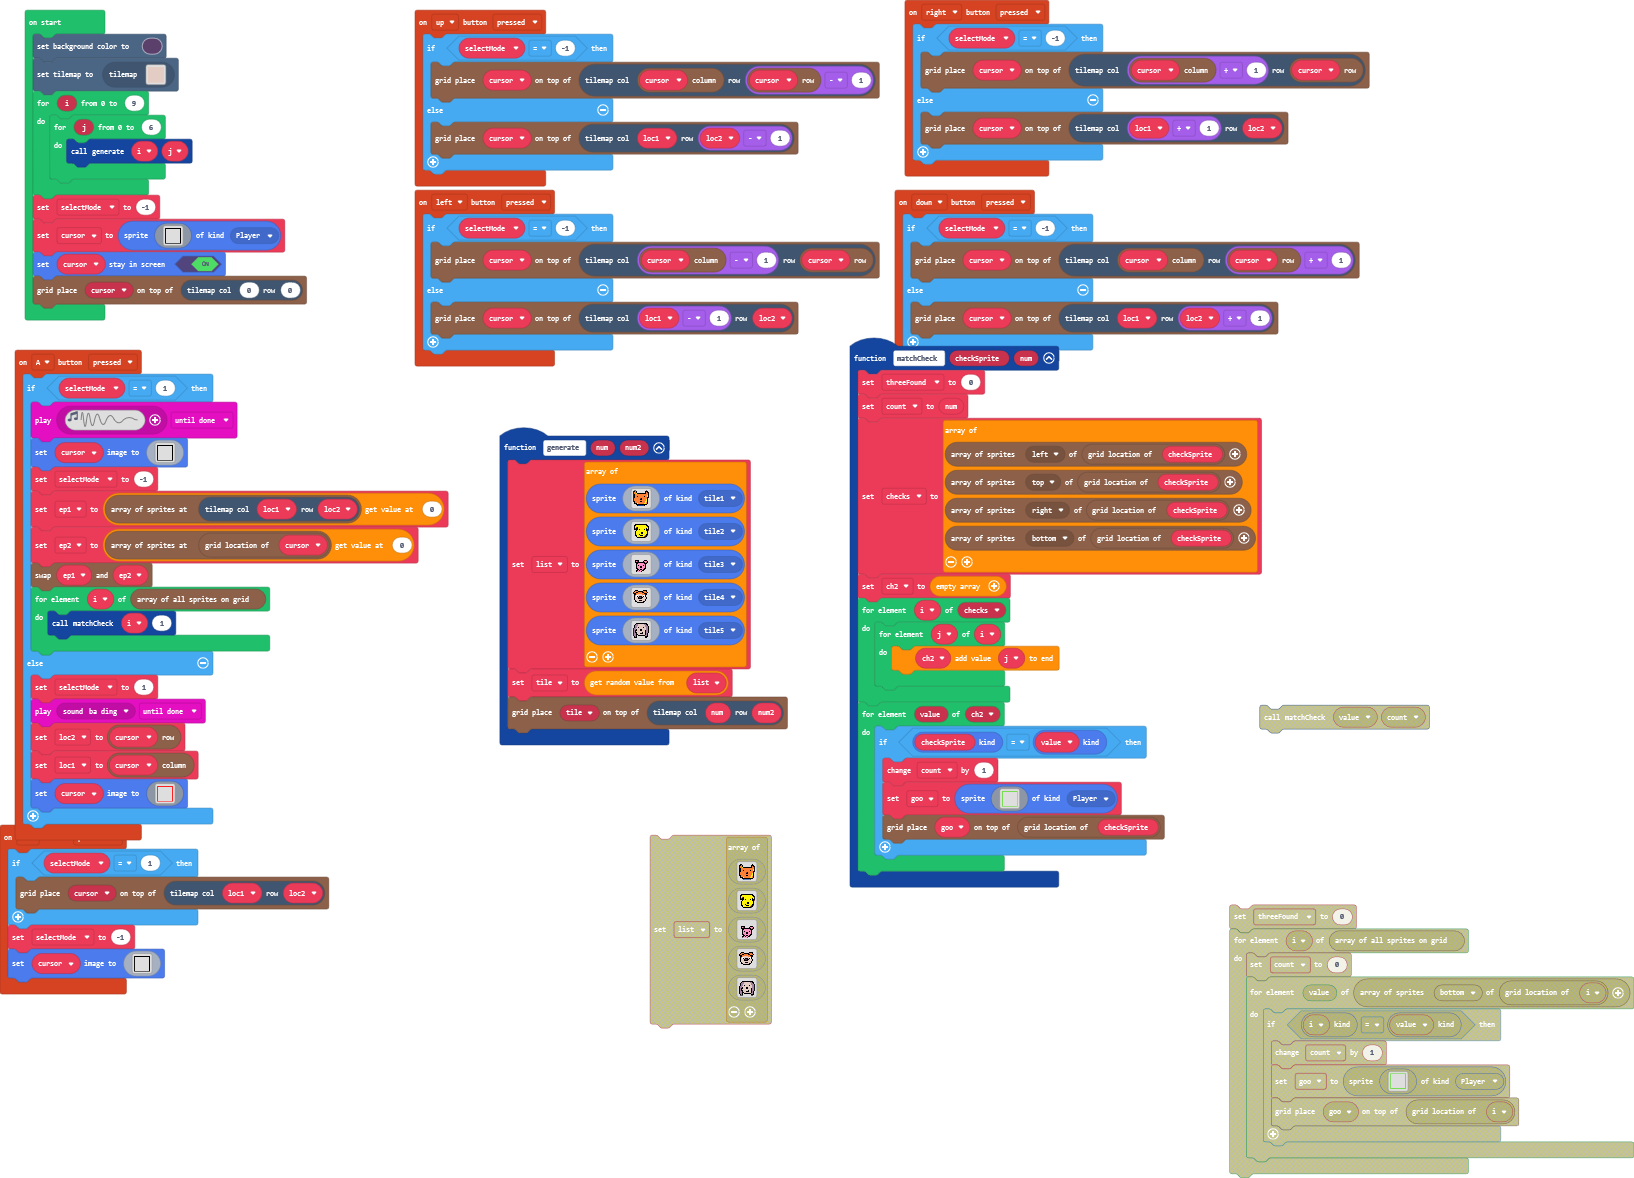 on start
set background color to
set tilemap to tilemap
for i from 0 to 9
do
for j from 0 to 6
do
call generate i j
set selectMode to -1
set cursor to sprite of kind Player
set cursor stay in screen ON
grid place cursor on top of tilemap col 0 row 0
on up button pressed
if selectMode = -1 then
grid place cursor on top of tilemap col cursor column row cursor row - 1
else
grid place cursor on top of tilemap col loc1 row loc2 - 1
on right button pressed
if selectMode = -1 then
grid place cursor on top of tilemap col cursor column + 1 row cursor row
else
grid place cursor on top of tilemap col loc1 + 1 row loc2
on left button pressed
if selectMode = -1 then
grid place cursor on top of tilemap col cursor column - 1 row cursor row
else
grid place cursor on top of tilemap col loc1 - 1 row loc2
on down button pressed
if selectMode = -1 then
grid place cursor on top of tilemap col cursor column row cursor row + 1
else
grid place cursor on top of tilemap col loc1 row loc2 + 1
on A button pressed
if selectMode = 1 then
play until done
set cursor image to
set selectMode to -1
set ep1 to array of sprites at tilemap col loc1 row loc2 get value at 0
set ep2 to array of sprites at grid location of cursor get value at 0
swap ep1 and ep2
for element i of array of all sprites on grid
do
call matchCheck i 1
else
set selectMode to 1
play sound ba ding until done
set loc2 to cursor row
set loc1 to cursor column
set cursor image to
on
if selectMode = 1 then
grid place cursor on top of tilemap col loc1 row loc2
set selectMode to -1
set cursor image to
function generate num num2
set list to array of
sprite of kind tile1
sprite of kind tile2
sprite of kind tile3
sprite of kind tile4
sprite of kind tile5
set tile to get random value from list
grid place tile on top of tilemap col num row num2
function matchCheck checkSprite num
set threeFound to 0
set count to num
set checks to array of
array of sprites left of grid location of checkSprite
array of sprites top of grid location of checkSprite
array of sprites right of grid location of checkSprite
array of sprites bottom of grid location of checkSprite
set ch2 to empty array
for element i of checks
do
for element j of i
do
ch2 add value j to end
for element value of ch2
do
if checkSprite kind = value kind then
change count by 1
set goo to sprite of kind Player
grid place goo on top of grid location of checkSprite
call matchCheck value count
set list to array of
set threeFound to 0
for element i of array of all sprites on grid
do
set count to 0
for element value of array of sprites bottom of grid location of i
do
if i kind = value kind then
change count by 1
set goo to sprite of kind Player
grid place goo on top of grid location of i